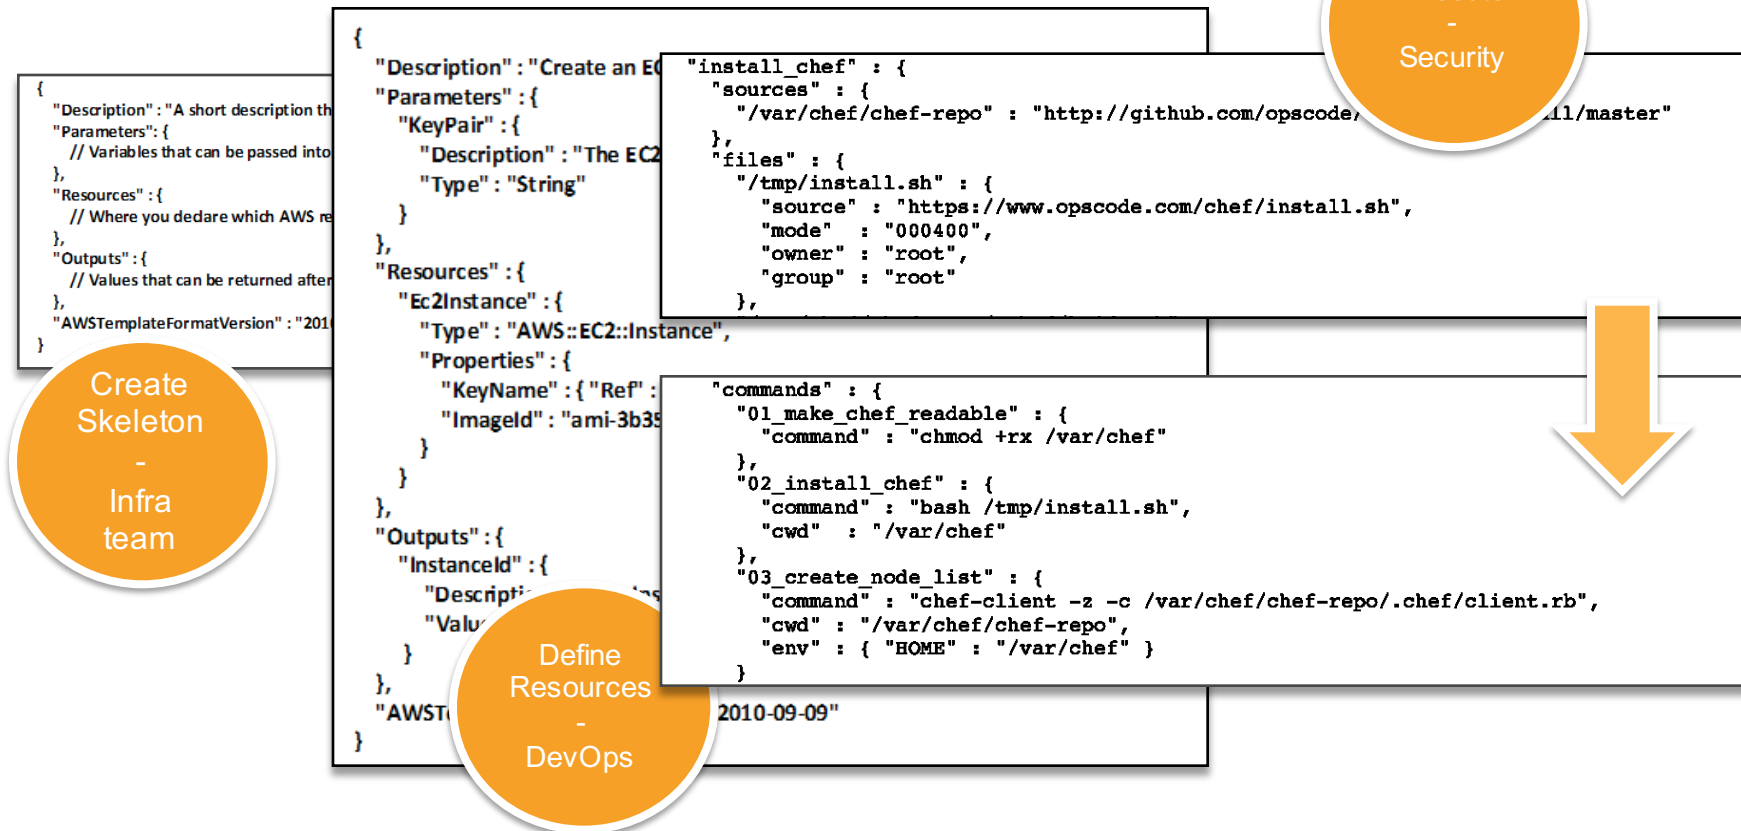 {
"Description" : "A short description th
"Parameters": {
// Variables that can be passed into
},
"Resources" : {
// Where you declare which AWS re
},
"Outputs" : {
// Values that can be returned after
},
"AWSTemplateFormatVersion" : "201
}
Create
Skeleton
-
Infra
team
{
"Description" : "Create an EC
"Parameters" : {
"KeyPair" : {
"Description" : "The EC2
"Type" : "String"
}
},
"Resources" : {
"Ec2Instance" : {
"Type" : "AWS::EC2::Instance",
"Properties" : {
"KeyName" : { "Ref" :
"ImageId" : "ami-3b35
}
}
},
"Outputs" : {
"InstanceId" : {
"Descripti
"Valu
}
},
"AWST 2010-09-09"
}
Define
Resources
-
DevOps
"install_chef" : {
"sources" : {
"/var/chef/chef-repo" : "http://github.com/opscode/ ll/master"
},
"files" : {
"/tmp/install.sh" : {
"source" : "https://www.opscode.com/chef/install.sh",
"mode" : "000400",
"owner" : "root",
"group" : "root"
},
-
Security
"commands" : {
"01_make_chef_readable" : {
"command" : "chmod +rx /var/chef"
},
"02_install_chef" : {
"command" : "bash /tmp/install.sh",
"cwd" : "/var/chef"
},
"03_create_node_list" : {
"command" : "chef-client -z -c /var/chef/chef-repo/.chef/client.rb",
"cwd" : "/var/chef/chef-repo",
"env" : { "HOME" : "/var/chef" }
}